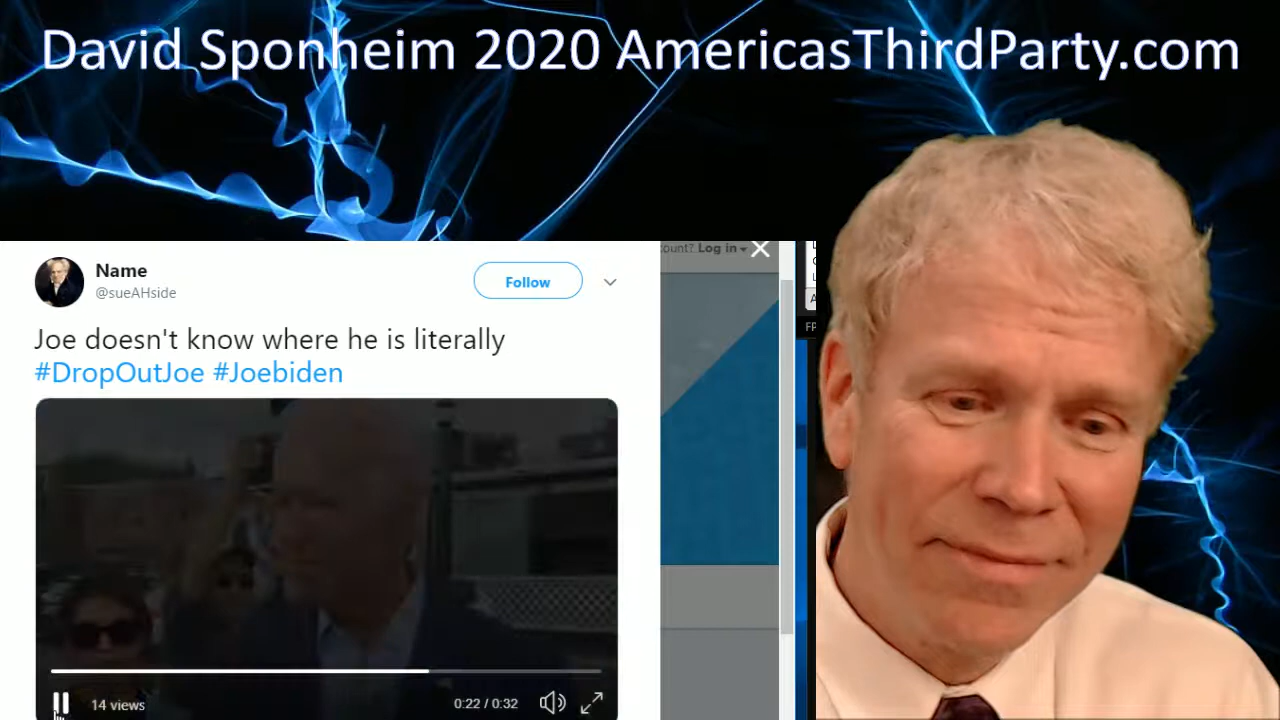 David Sponheim 2020 AmericasThirdParty.com
Name
@sueAHside
Follow
Joe doesn't know where he is literally
#DropOutJoe #Joebiden
14 views
0:22 / 0:32
Log in